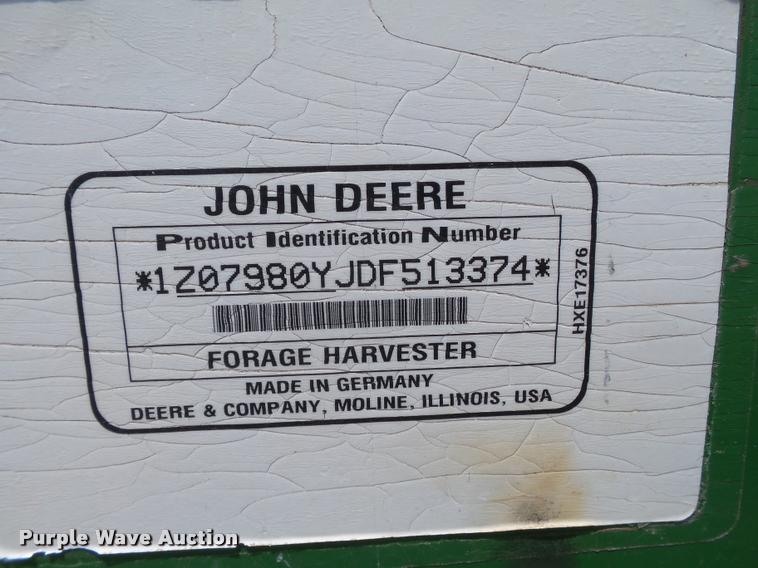 JOHN DEERE
Product Identification Number
*1Z07980YJDF513374*
FORAGE HARVESTER
MADE IN GERMANY
DEERE & COMPANY, MOLINE, ILLINOIS, USA
HXE17376
Purple Wave Auction